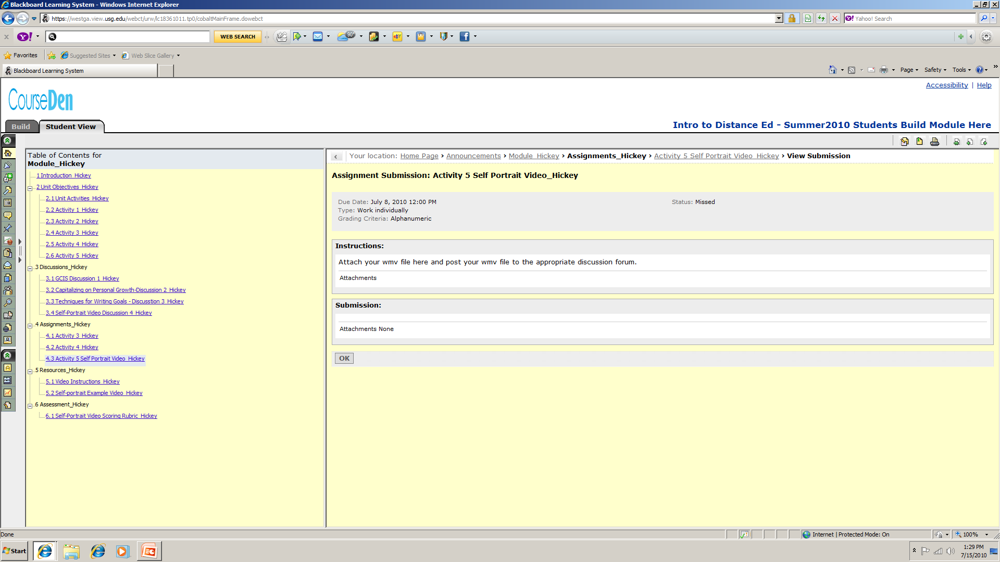 Blackboard Learning System - Windows Internet Explorer
https://westga.view.usg.edu/webct/urw/lc18361011.tp0/cobaltMainFrame.dowebct
Yahoo! Search
WEB SEARCH
90°
Favorites
Suggested Sites
Web Slice Gallery
Blackboard Learning System
Page
Safety
Tools
Accessibility | Help
CourseDen
Build
Student View
Intro to Distance Ed - Summer2010 Students Build Module Here
Table of Contents for
Module_Hickey
1 Introduction_Hickey
2 Unit Objectives_Hickey
2.1 Unit Activities_Hickey
2.2 Activity 1_Hickey
2.3 Activity 2_Hickey
2.4 Activity 3_Hickey
2.5 Activity 4_Hickey
2.6 Activity 5_Hickey
3 Discussions_Hickey
3.1 GCIS Discussion 1_Hickey
3.2 Capitalizing on Personal Growth-Discussion 2_Hickey
3.3 Techniques for Writing Goals - Discusstion 3_Hickey
3.4 Self-Portrait Video Discussion 4_Hickey
4 Assignments_Hickey
4.1 Activity 3_Hickey
4.2 Activity 4_Hickey
4.3 Activity 5 Self Portrait Video_Hickey
5 Resources_Hickey
5.1 Video Instructions_Hickey
5.2 Self-portrait Example Video_Hickey
6 Assessment_Hickey
6.1 Self-Portrait Video Scoring Rubric_Hickey
Your location: Home Page › Announcements › Module_Hickey › Assignments_Hickey › Activity 5 Self Portrait Video_Hickey › View Submission
Assignment Submission: Activity 5 Self Portrait Video_Hickey
Due Date: July 8, 2010 12:00 PM
Status: Missed
Type: Work individually
Grading Criteria: Alphanumeric
Instructions:
Attach your wmv file here and post your wmv file to the appropriate discussion forum.
Attachments
Submission:
Attachments None
OK
Done
Internet | Protected Mode: On
100%
Start
1:29 PM
7/15/2010